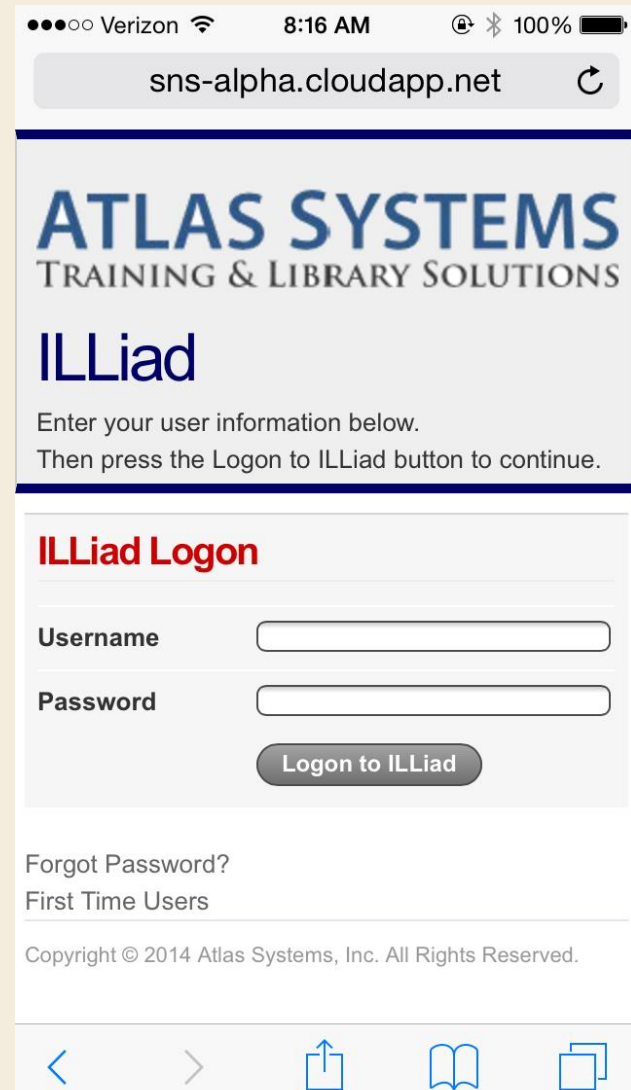 Verizon 8:16 AM 100%
sns-alpha.cloudapp.net
ATLAS SYSTEMS
TRAINING & LIBRARY SOLUTIONS
ILLiad
Enter your user information below.
Then press the Logon to ILLiad button to continue.
ILLiad Logon
Username
Password
Logon to ILLiad
Forgot Password?
First Time Users
Copyright © 2014 Atlas Systems, Inc. All Rights Reserved.